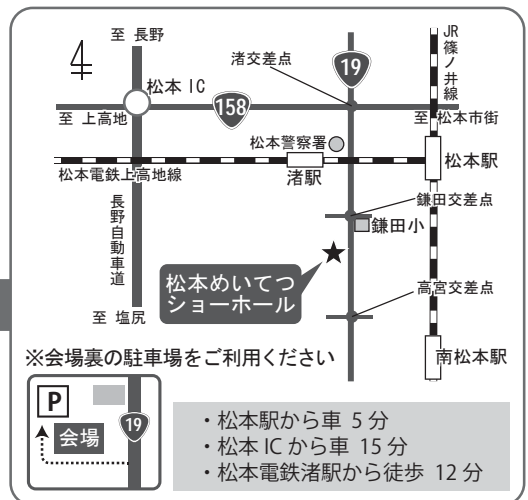 至 長野
JR篠ノ井線
4
松本 IC
渚交差点
19
158
至 上高地
至 松本市街
松本警察署
松本電鉄上高地線
渚駅
松本駅
長野自動車道
鎌田交差点
鎌田小
松本めいてつ
ショーホール
高宮交差点
至 塩尻
南松本駅
※会場裏の駐車場をご利用ください
P
会場
19
・松本駅から車 5 分
・松本 IC から車 15 分
・松本電鉄渚駅から徒歩 12 分